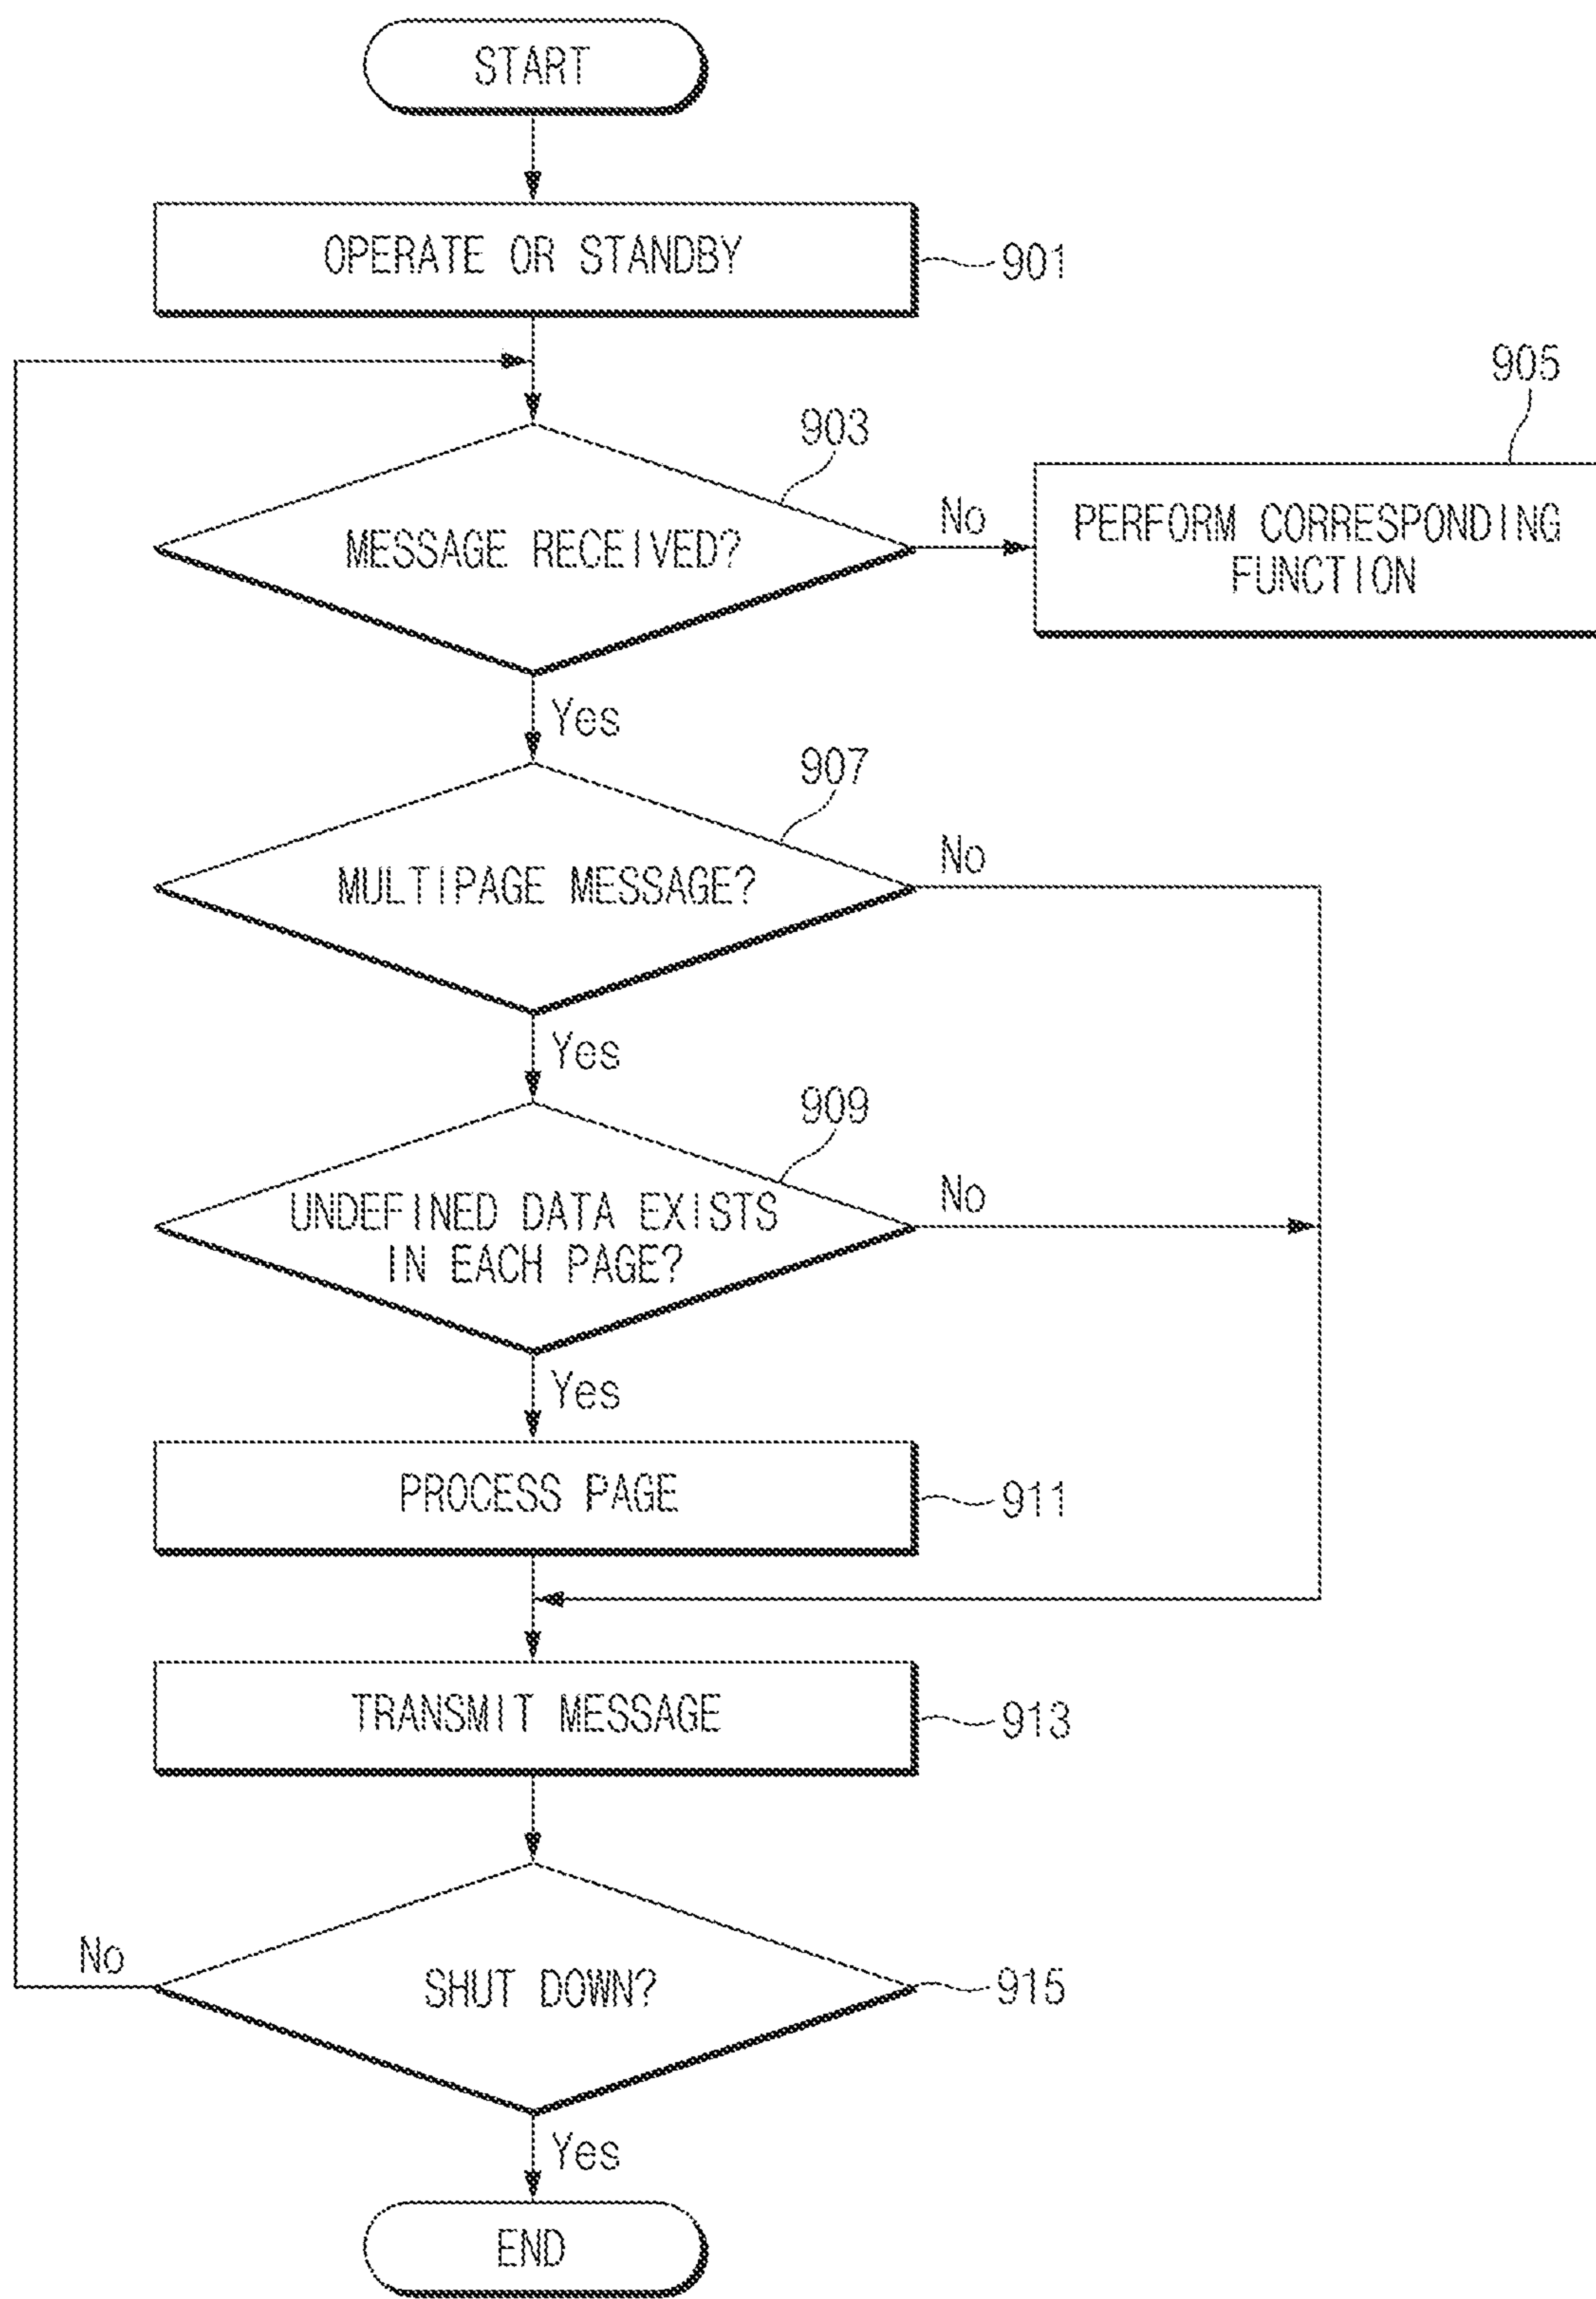 START
OPERATE OR STANDBY
901
905
903
No
MESSAGE RECEIVED?
PERFORM CORRESPONDING
FUNCTION
Yes
907
No
MULTIPAGE MESSAGE?
Yes
909
No
UNDEFINED DATA EXISTS
IN EACH PAGE?
Yes
PROCESS PAGE
911
TRANSMIT MESSAGE
913
No
SHUT DOWN?
915
Yes
END